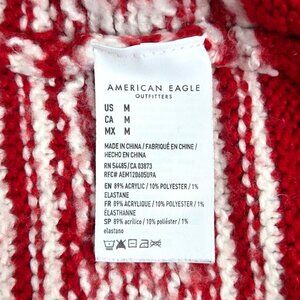 AMERICAN EAGLE
OUTFITTERS
US M
CA M
MX M
MADE IN CHINA / FABRIQUÉ EN CHINE /
HECHO EN CHINA
RN 54485/CA 03873
RFC# AEM120605U9A
EN 89% ACRYLIC / 10% POLYESTER / 1%
ELASTANE
FR 89% ACRYLIQUE / 10% POLYESTER / 1%
ELASTHANNE
SP 89% acrílico / 10% poliéster / 1%
elastano